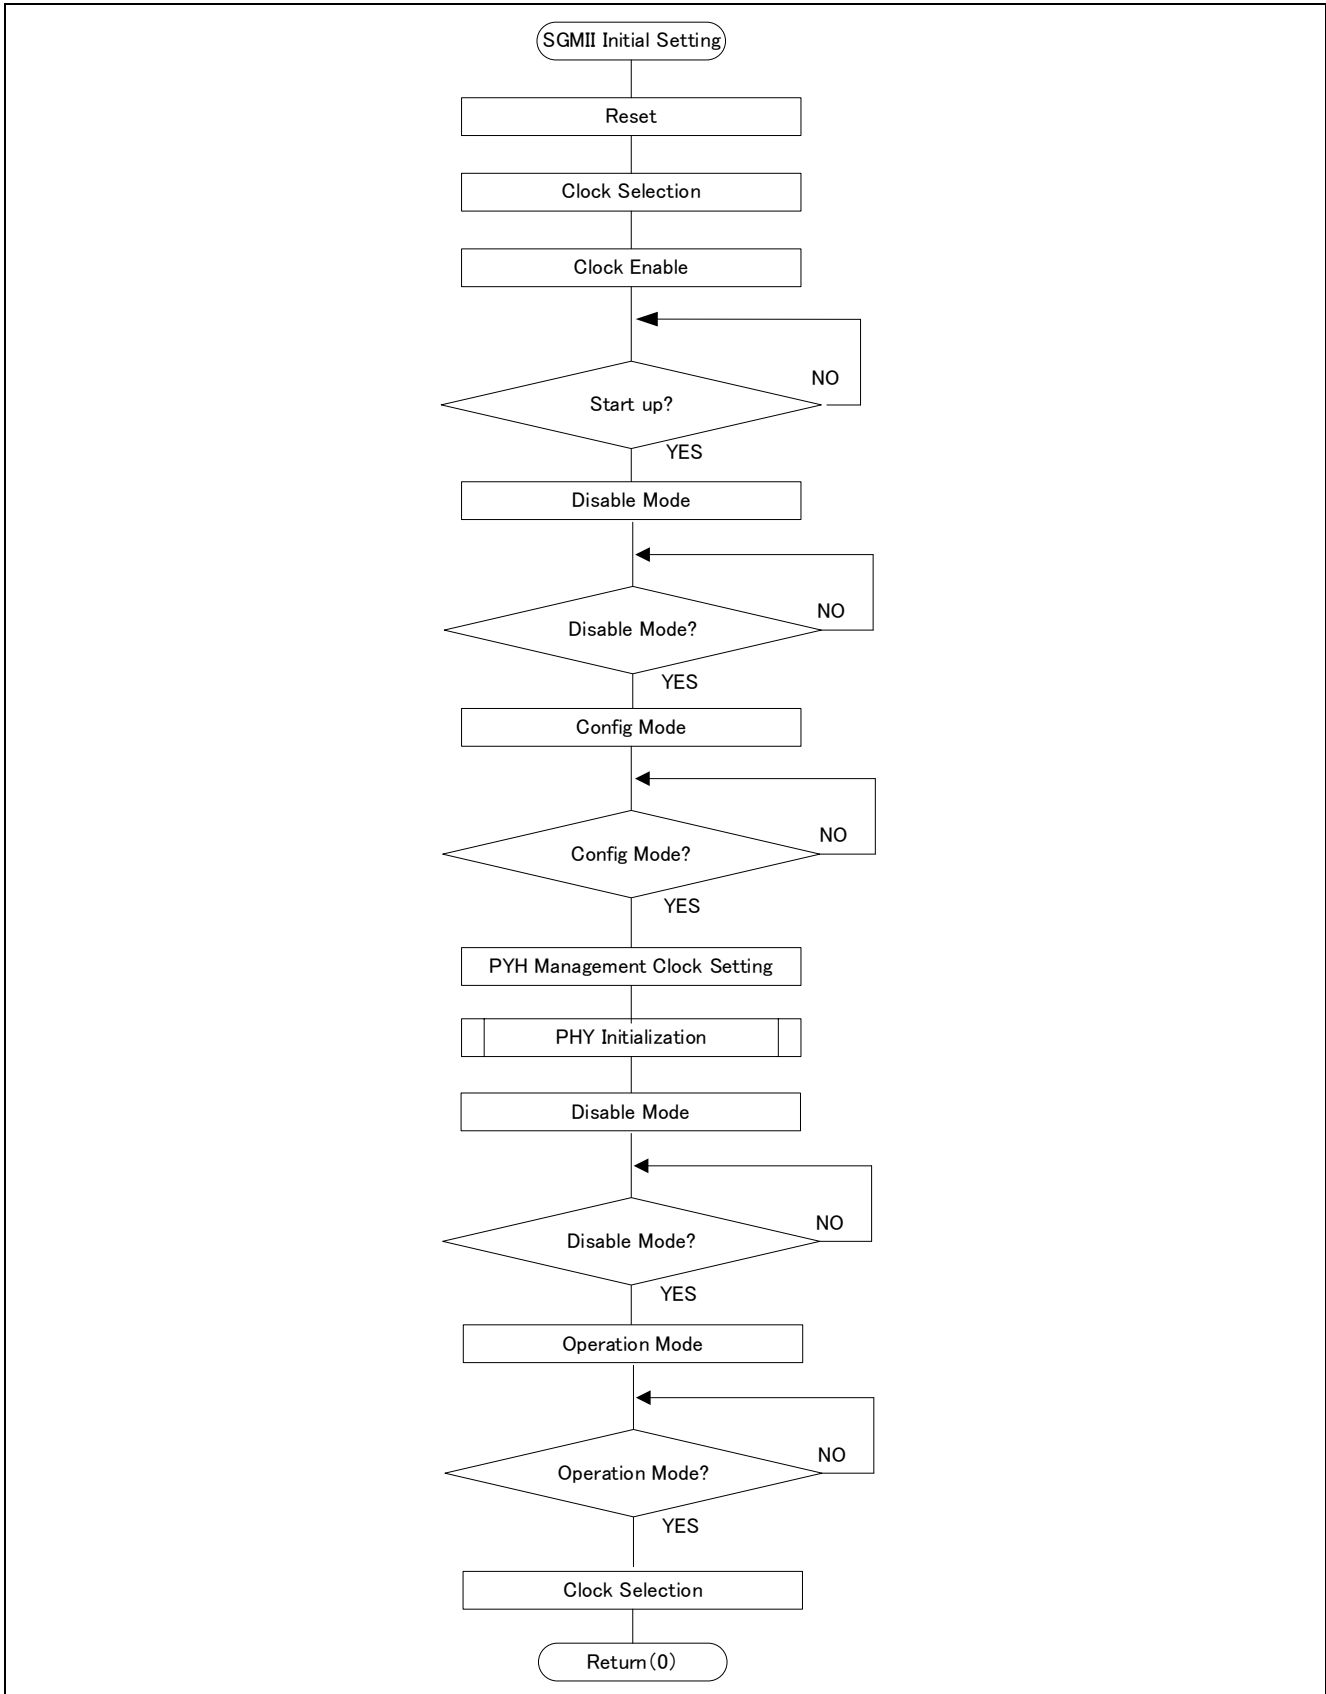 SGMII Initial Setting
Reset
Clock Selection
Clock Enable
NO
Start up?
YES
Disable Mode
NO
Disable Mode?
YES
Config Mode
NO
Config Mode?
YES
PYH Management Clock Setting
PHY Initialization
Disable Mode
NO
Disable Mode?
YES
Operation Mode
NO
Operation Mode?
YES
Clock Selection
Return(0)